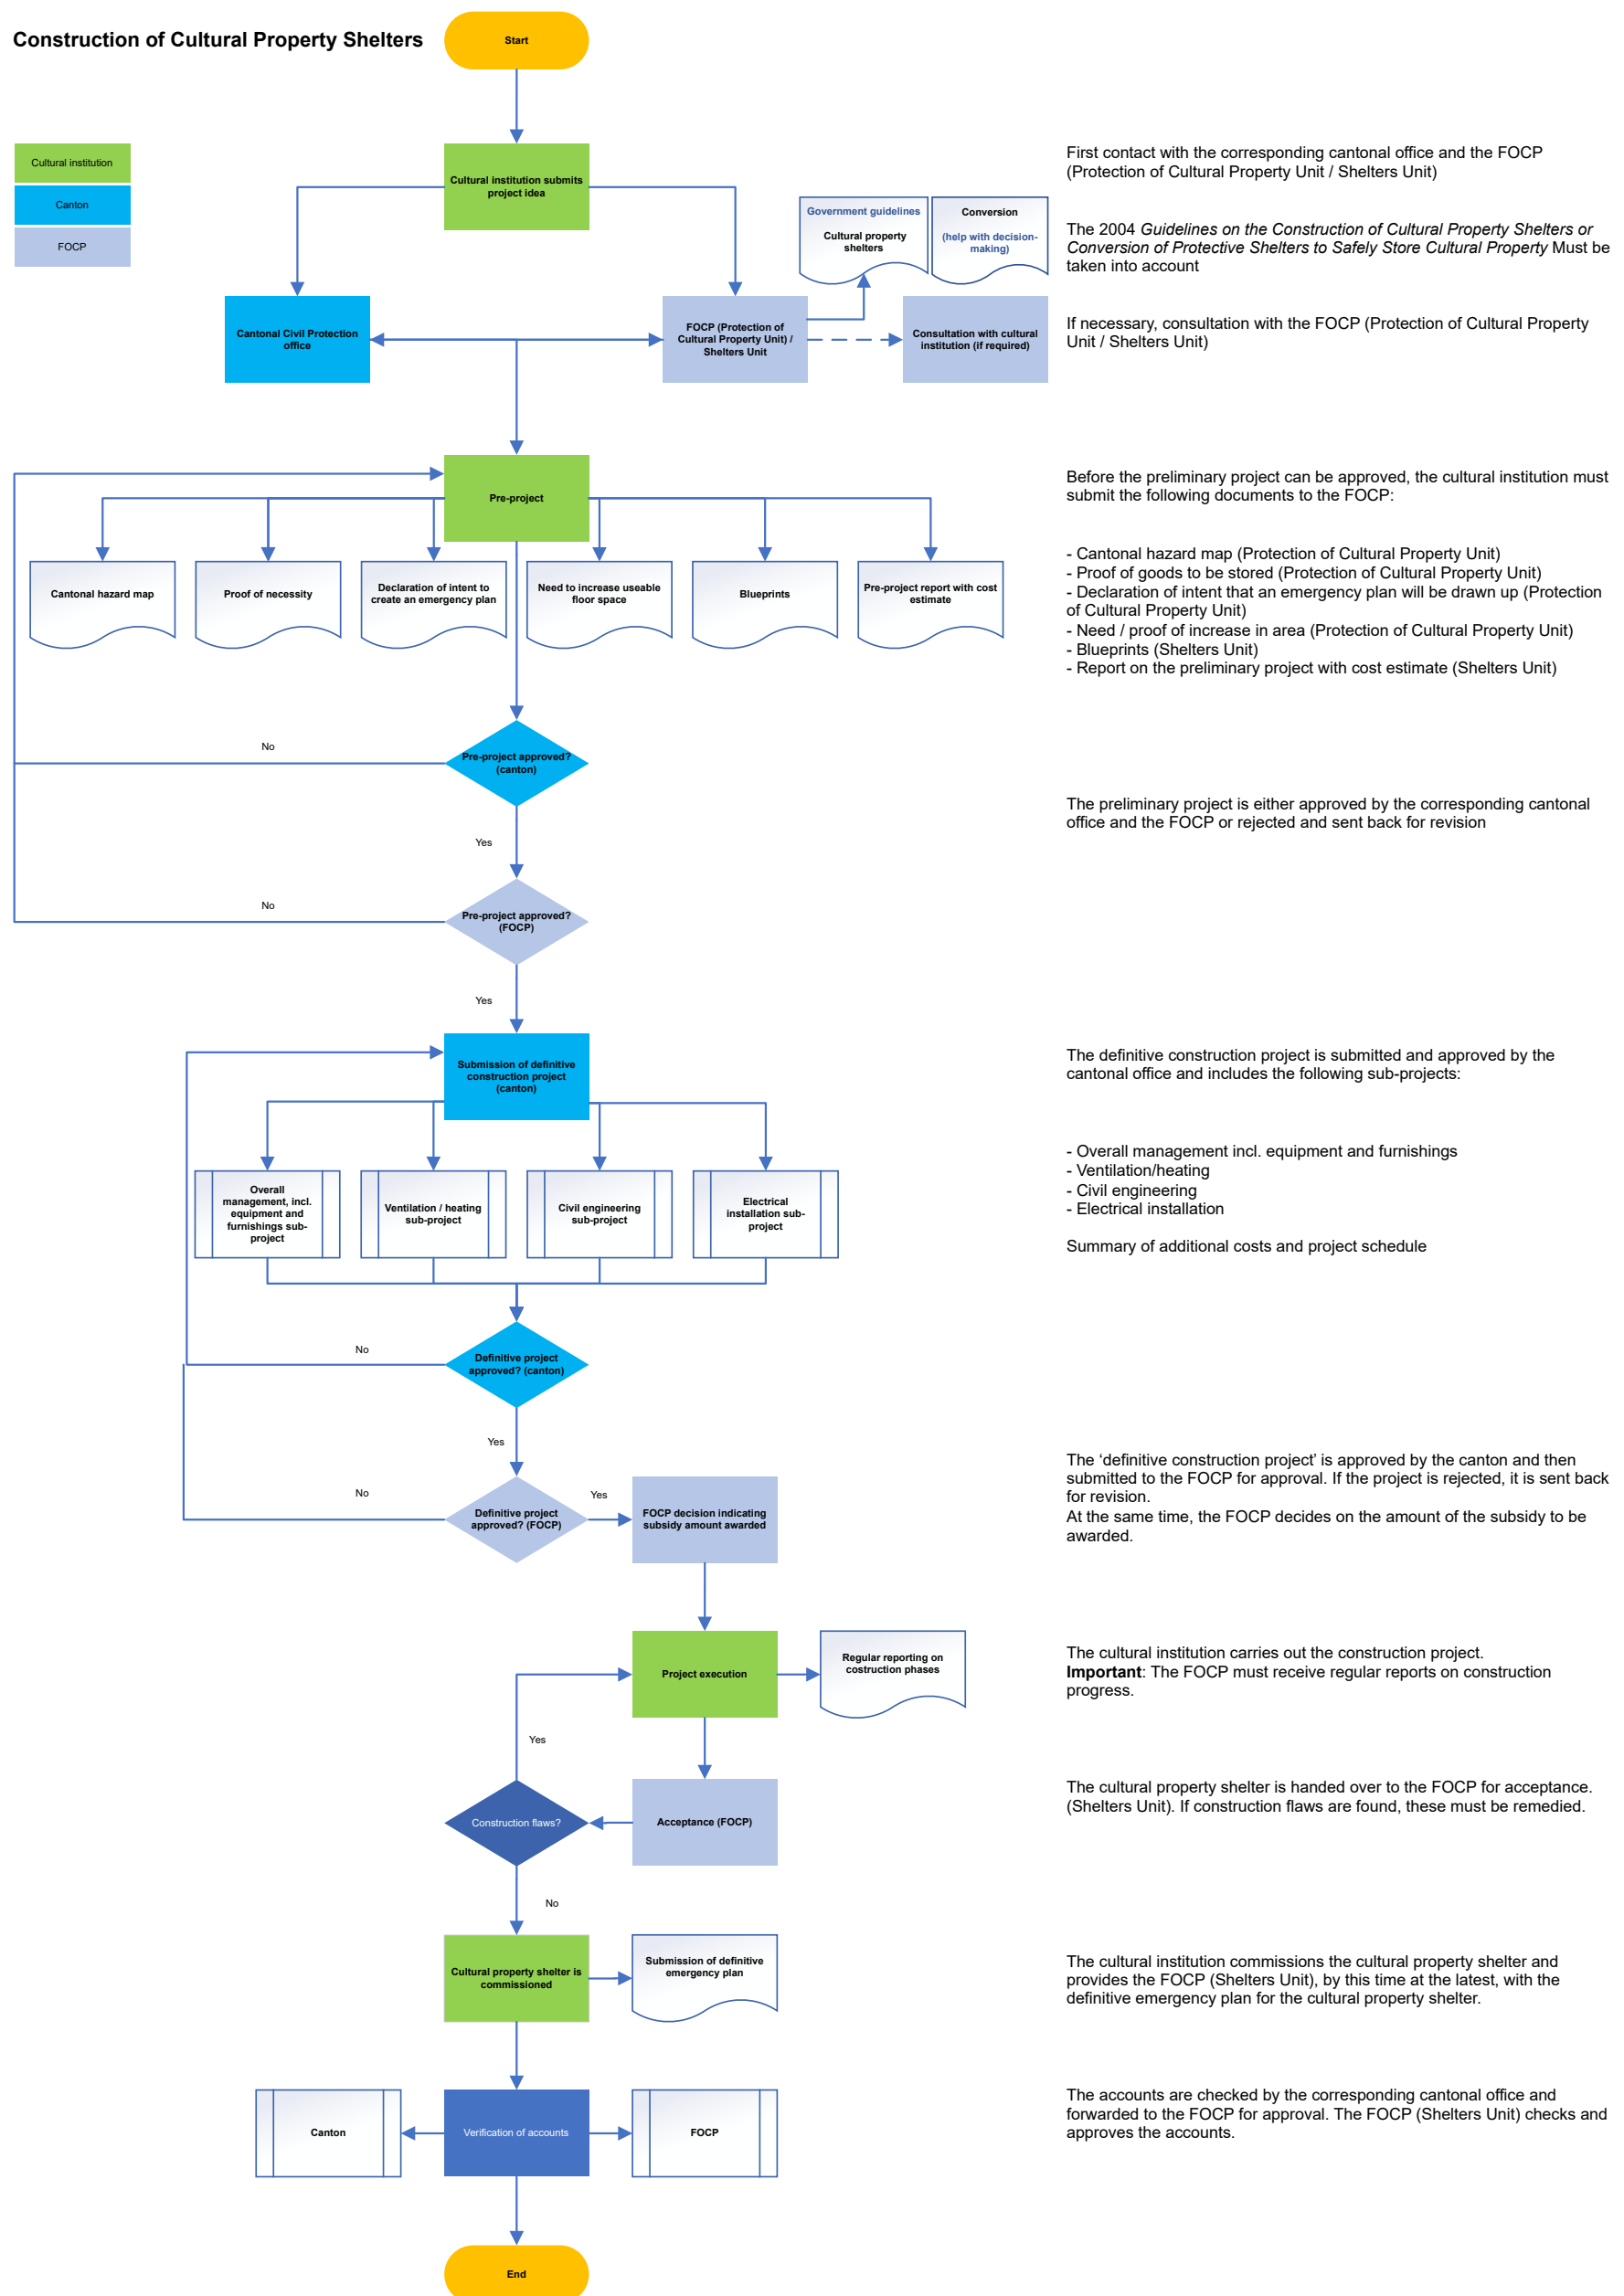 Construction of Cultural Property Shelters
Start
Cultural institution
Canton
FOCP
Cultural institution submits
project idea
First contact with the corresponding cantonal office and the FOCP
(Protection of Cultural Property Unit / Shelters Unit)
Government guidelines
Cultural property
shelters
Conversion
(help with decision-
making)
The 2004 Guidelines on the Construction of Cultural Property Shelters or
Conversion of Protective Shelters to Safely Store Cultural Property Must be
taken into account
Cantonal Civil Protection
office
FOCP (Protection of
Cultural Property Unit) /
Shelters Unit
Consultation with cultural
institution (if required)
If necessary, consultation with the FOCP (Protection of Cultural Property
Unit / Shelters Unit)
Pre-project
Before the preliminary project can be approved, the cultural institution must
submit the following documents to the FOCP:
Cantonal hazard map
Proof of necessity
Declaration of intent to
create an emergency plan
Need to increase useable
floor space
Blueprints
Pre-project report with cost
estimate
- Cantonal hazard map (Protection of Cultural Property Unit)
- Proof of goods to be stored (Protection of Cultural Property Unit)
- Declaration of intent that an emergency plan will be drawn up (Protection
of Cultural Property Unit)
- Need / proof of increase in area (Protection of Cultural Property Unit)
- Blueprints (Shelters Unit)
- Report on the preliminary project with cost estimate (Shelters Unit)
No
Pre-project approved?
(canton)
The preliminary project is either approved by the corresponding cantonal
office and the FOCP or rejected and sent back for revision
Yes
No
Pre-project approved?
(FOCP)
Yes
Submission of definitive
construction project
(canton)
The definitive construction project is submitted and approved by the
cantonal office and includes the following sub-projects:
Overall
management, incl.
equipment and
furnishings sub-
project
Ventilation / heating
sub-project
Civil engineering
sub-project
Electrical
installation sub-
project
- Overall management incl. equipment and furnishings
- Ventilation/heating
- Civil engineering
- Electrical installation
Summary of additional costs and project schedule
No
Definitive project
approved? (canton)
Yes
No
Definitive project
approved? (FOCP)
Yes
FOCP decision indicating
subsidy amount awarded
The ‘definitive construction project’ is approved by the canton and then
submitted to the FOCP for approval. If the project is rejected, it is sent back
for revision.
At the same time, the FOCP decides on the amount of the subsidy to be
awarded.
Project execution
Regular reporting on
costruction phases
The cultural institution carries out the construction project.
Important: The FOCP must receive regular reports on construction
progress.
Yes
Construction flaws?
Acceptance (FOCP)
The cultural property shelter is handed over to the FOCP for acceptance.
(Shelters Unit). If construction flaws are found, these must be remedied.
No
Cultural property shelter is
commissioned
Submission of definitive
emergency plan
The cultural institution commissions the cultural property shelter and
provides the FOCP (Shelters Unit), by this time at the latest, with the
definitive emergency plan for the cultural property shelter.
Canton
Verification of accounts
FOCP
The accounts are checked by the corresponding cantonal office and
forwarded to the FOCP for approval. The FOCP (Shelters Unit) checks and
approves the accounts.
End